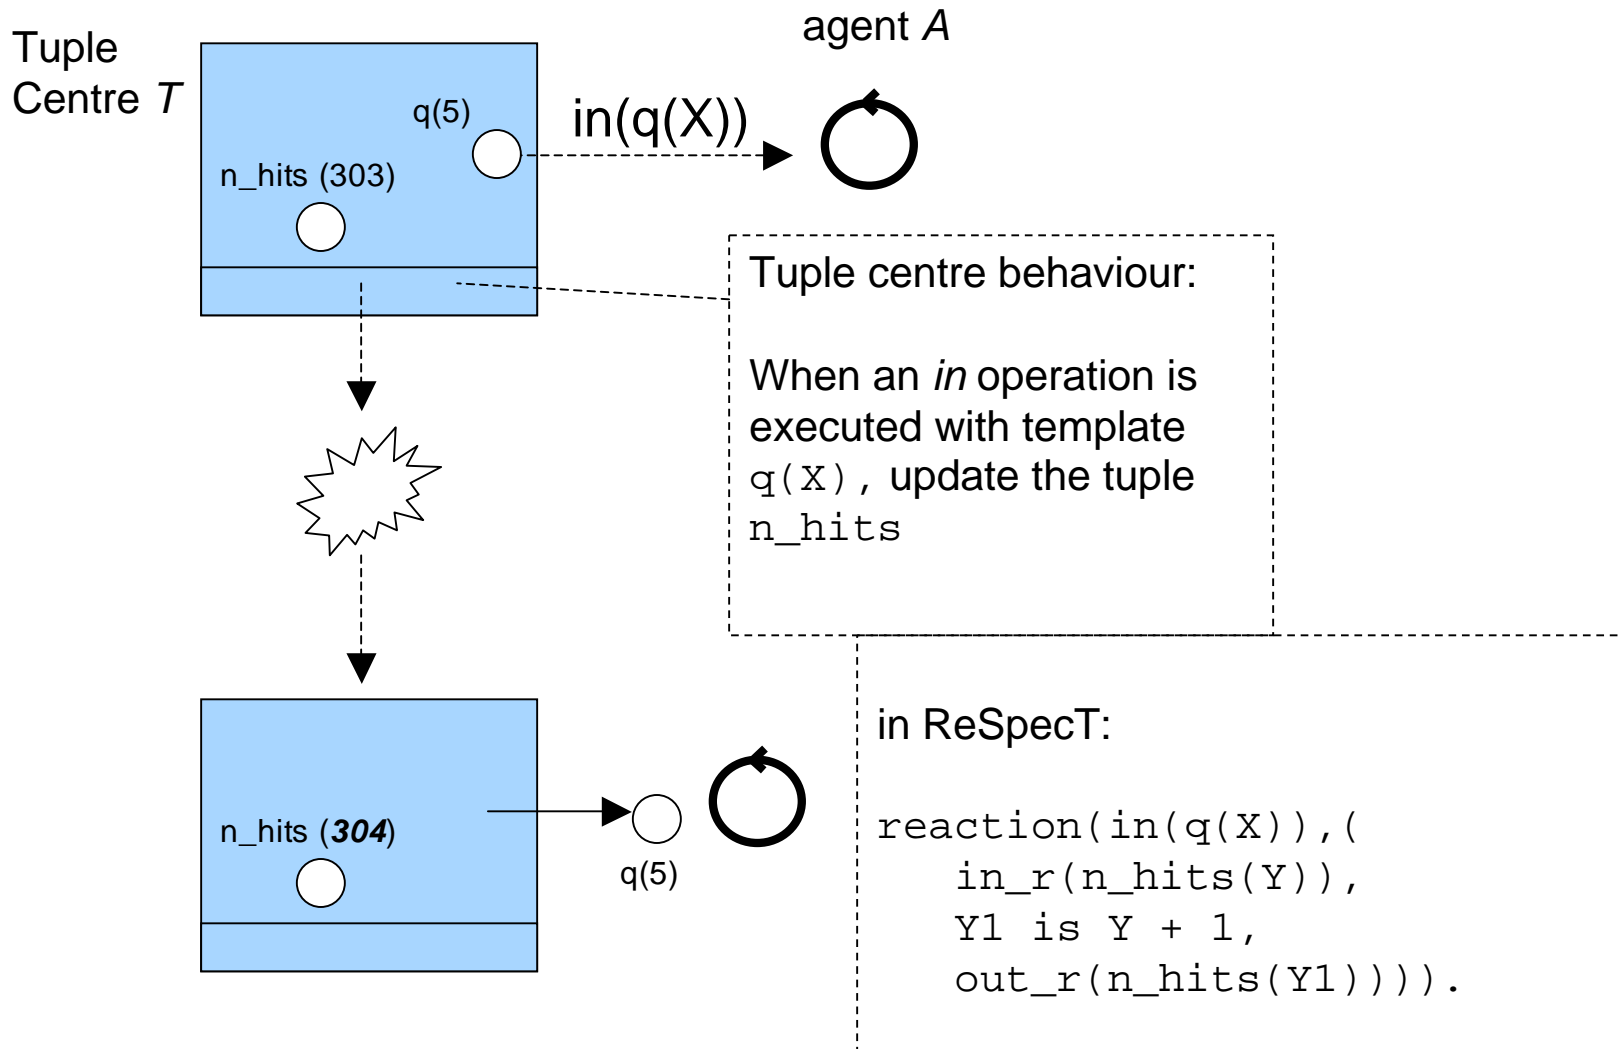 Tuple
Centre T
agent A
q(5)
in(q(X))
n_hits (303)
Tuple centre behaviour:
When an in operation is
executed with template
q(X), update the tuple
n_hits
n_hits (304)
q(5)
in ReSpecT:
reaction(in(q(X)),(
in_r(n_hits(Y)),
Y1 is Y + 1,
out_r(n_hits(Y1)))).